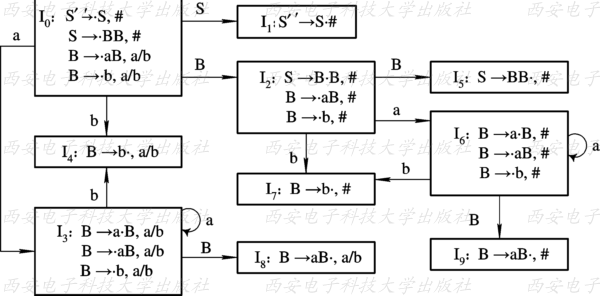 I₀: S′′→·S, #
S →·BB, #
B →·aB, a/b
B →·b, a/b
S
I₁: S′′→S·#
a
B
I₂: S →B·B, #
B →·aB, #
B →·b, #
B
I₅: S →BB·, #
a
I₆: B →a·B, #
B →·aB, #
B →·b, #
a
b
I₄: B →b·, a/b
b
b
I₇: B →b·, #
b
I₃: B →a·B, a/b
B →·aB, a/b
B →·b, a/b
a
B
I₈: B →aB·, a/b
B
I₉: B →aB·, #
西安电子科技大学出版社